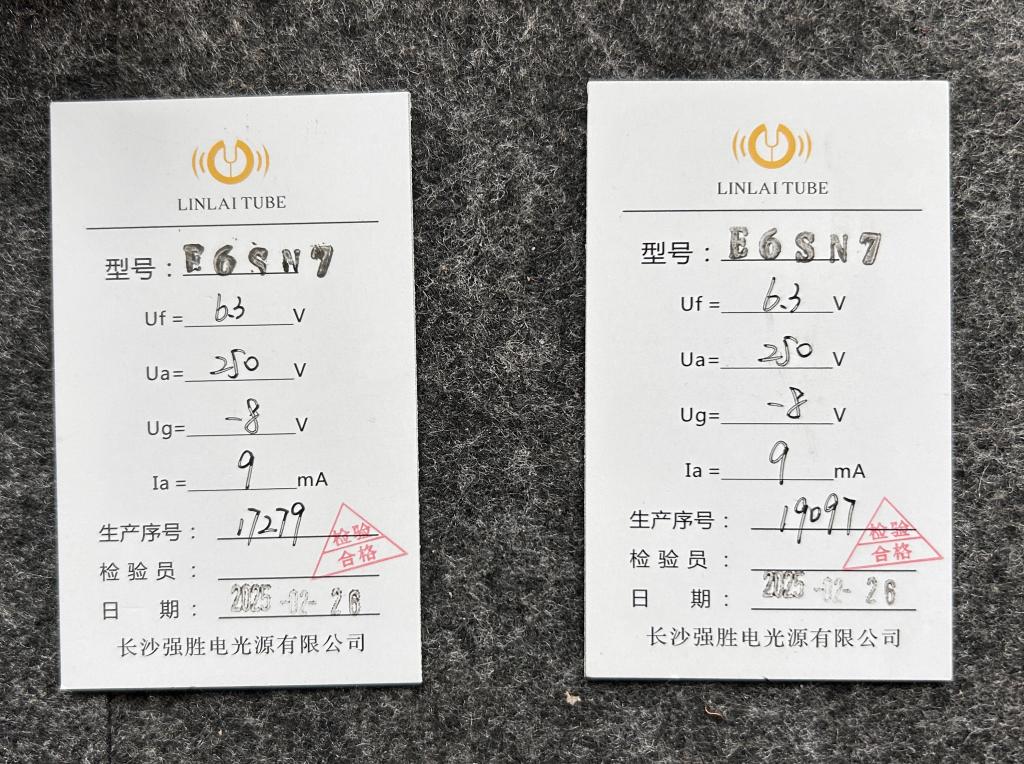 LINLAI TUBE
型号：E6SN7
Uf = 6.3 V
Ua= 250 V
Ug= -8 V
Ia = 9 mA
生产序号： 17279
检验员：
检验
合格
日 期： 2025-02-26
长沙强胜电光源有限公司
LINLAI TUBE
型号：E6SN7
Uf = 6.3 V
Ua = 250 V
Ug = -8 V
Ia = 9 mA
生产序号： 19097
检验员：
检验
合格
日 期： 2025-02-26
长沙强胜电光源有限公司